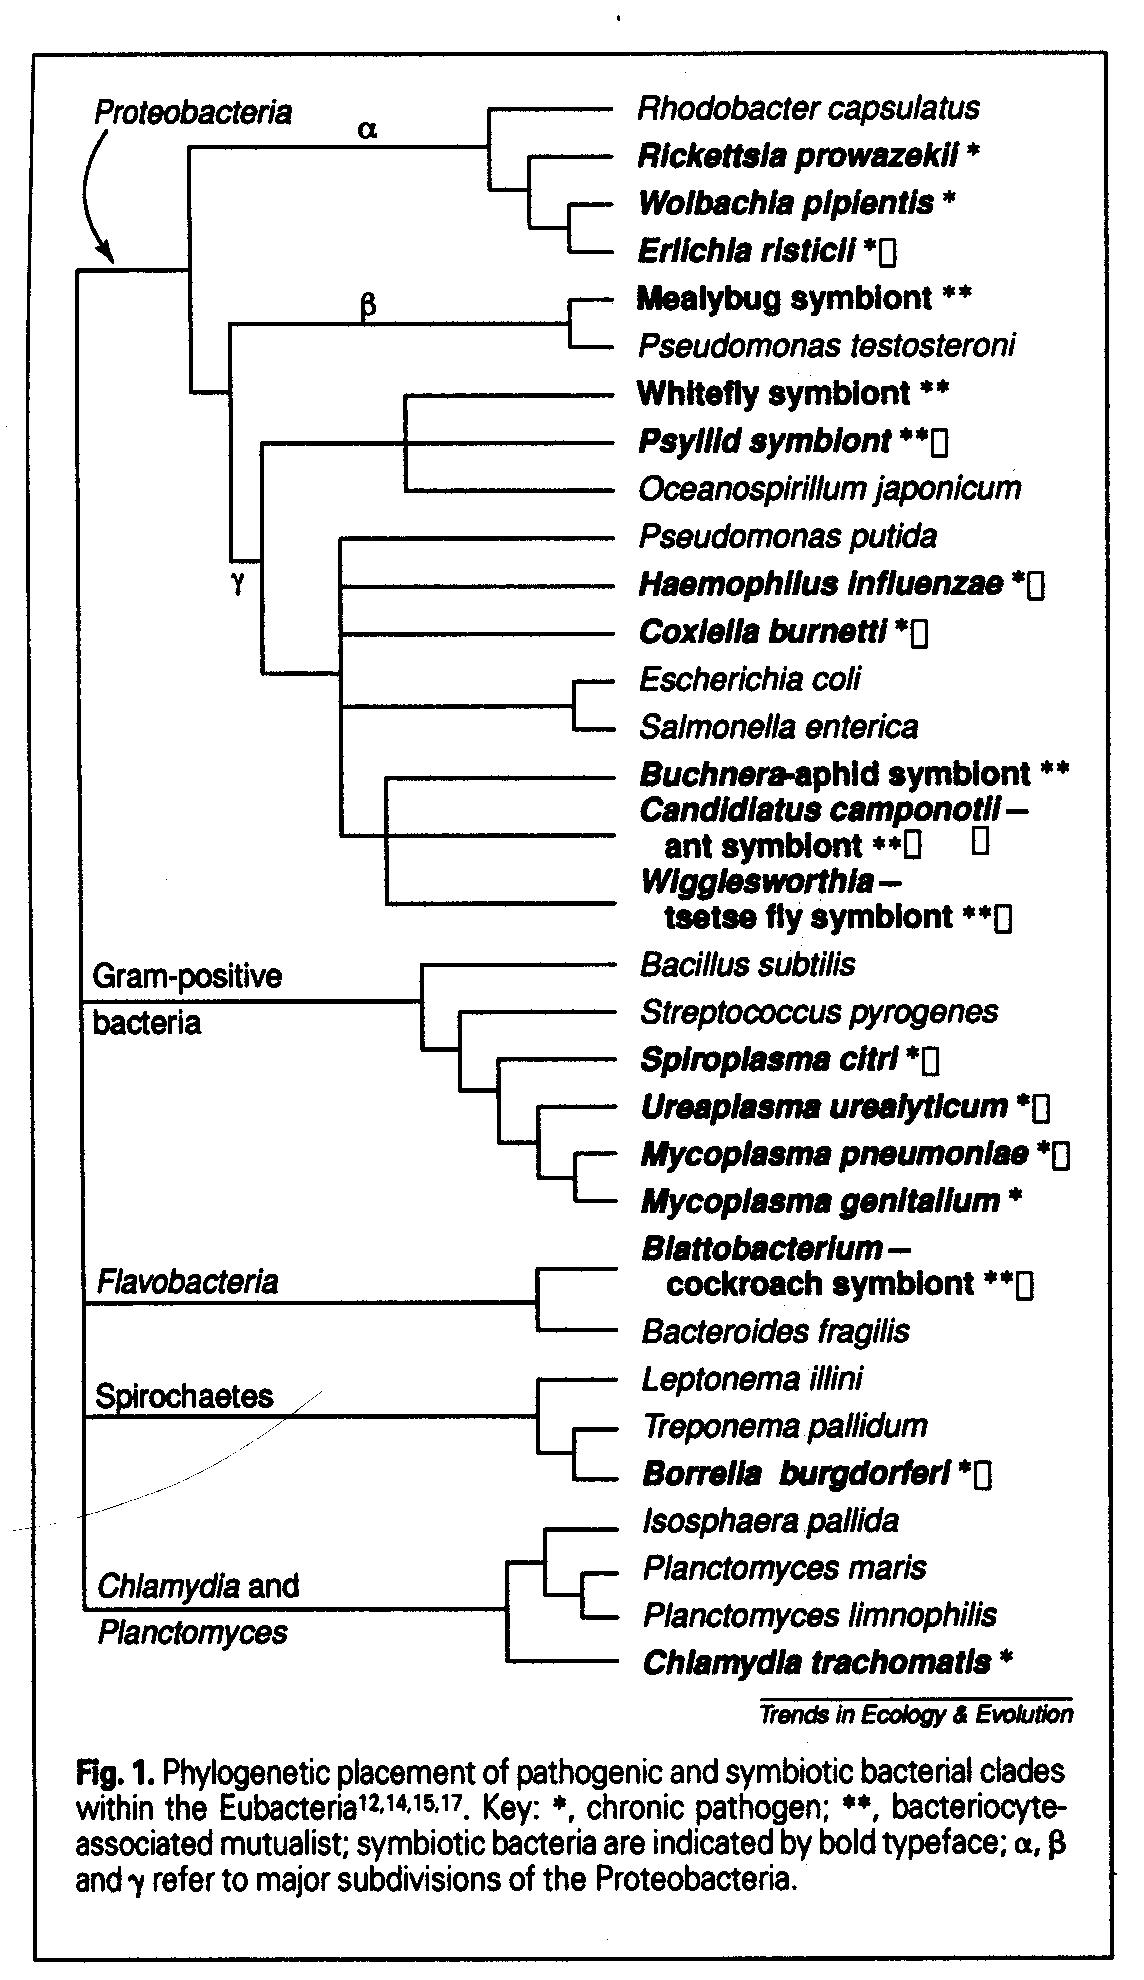 Proteobacteria
α
Rhodobacter capsulatus
Rickettsia prowazekii *
Wolbachia pipientis *
Erlichia risticii *▯
β
Mealybug symbiont **
Pseudomonas testosteroni
Whitefly symbiont **
Psyllid symbiont **▯
Oceanospirillum japonicum
γ
Pseudomonas putida
Haemophilus influenzae *▯
Coxiella burnetti *▯
Escherichia coli
Salmonella enterica
Buchnera-aphid symbiont **
Candidiatus camponotii –
ant symbiont **▯ ▯
Wigglesworthia –
tsetse fly symbiont **▯
Gram-positive
bacteria
Bacillus subtilis
Streptococcus pyrogenes
Spiroplasma citri *▯
Ureaplasma urealyticum *▯
Mycoplasma pneumoniae *▯
Mycoplasma genitalium *
Flavobacteria
Blattobacterium –
cockroach symbiont **▯
Bacteroides fragilis
Spirochaetes
Leptonema illini
Treponema pallidum
Borrelia burgdorferi *▯
Chlamydia and
Planctomyces
Isosphaera pallida
Planctomyces maris
Planctomyces limnophilis
Chlamydia trachomatis *
Trends in Ecology & Evolution
Fig. 1. Phylogenetic placement of pathogenic and symbiotic bacterial clades
within the Eubacteria12,14,15,17. Key: *, chronic pathogen; **, bacteriocyte-
associated mutualist; symbiotic bacteria are indicated by bold typeface; α, β
and γ refer to major subdivisions of the Proteobacteria.